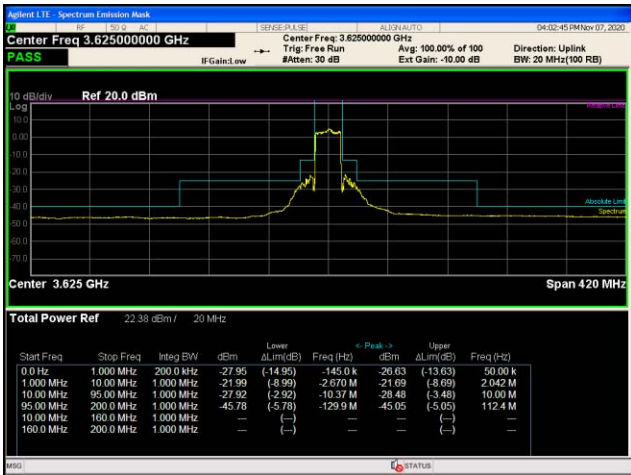 Agilent LTE - Spectrum Emission Mask
RF 50 Ω AC SENSE:PULSE ALIGN AUTO 04:02:45 PM Nov 07, 2020
Center Freq 3.625000000 GHz Center Freq: 3.625000000 GHz
Trig: Free Run Avg: 100.00% of 100 Direction: Uplink
PASS IFGain:Low #Atten: 30 dB Ext Gain: -10.00 dB BW: 20 MHz(100 RB)
10 dB/div Ref 20.0 dBm
Log
Relative Limit
10.0
0.00
-10.0
-20.0
-30.0
-40.0
Absolute Limit
Spectrum
-60.0
-70.0
Center 3.625 GHz Span 420 MHz
Total Power Ref 22.38 dBm / 20 MHz
Lower <- Peak -> Upper
Start Freq Stop Freq Integ BW dBm ΔLim(dB) Freq (Hz) dBm ΔLim(dB) Freq (Hz)
0.0 Hz 1.000 MHz 200.0 kHz -27.95 (-14.95) -145.0 k -26.63 (-13.63) 50.00 k
1.000 MHz 10.00 MHz 1.000 MHz -21.99 (-8.99) -2.670 M -21.69 (-8.69) 2.042 M
10.00 MHz 95.00 MHz 1.000 MHz -27.92 (-2.92) -10.37 M -28.48 (-3.48) 10.00 M
95.00 MHz 200.0 MHz 1.000 MHz -45.78 (-5.78) -129.9 M -45.05 (-5.05) 112.4 M
10.00 MHz 160.0 MHz 1.000 MHz --- (---) --- (---)
160.0 MHz 200.0 MHz 1.000 MHz --- (---) --- (---)
MSG STATUS